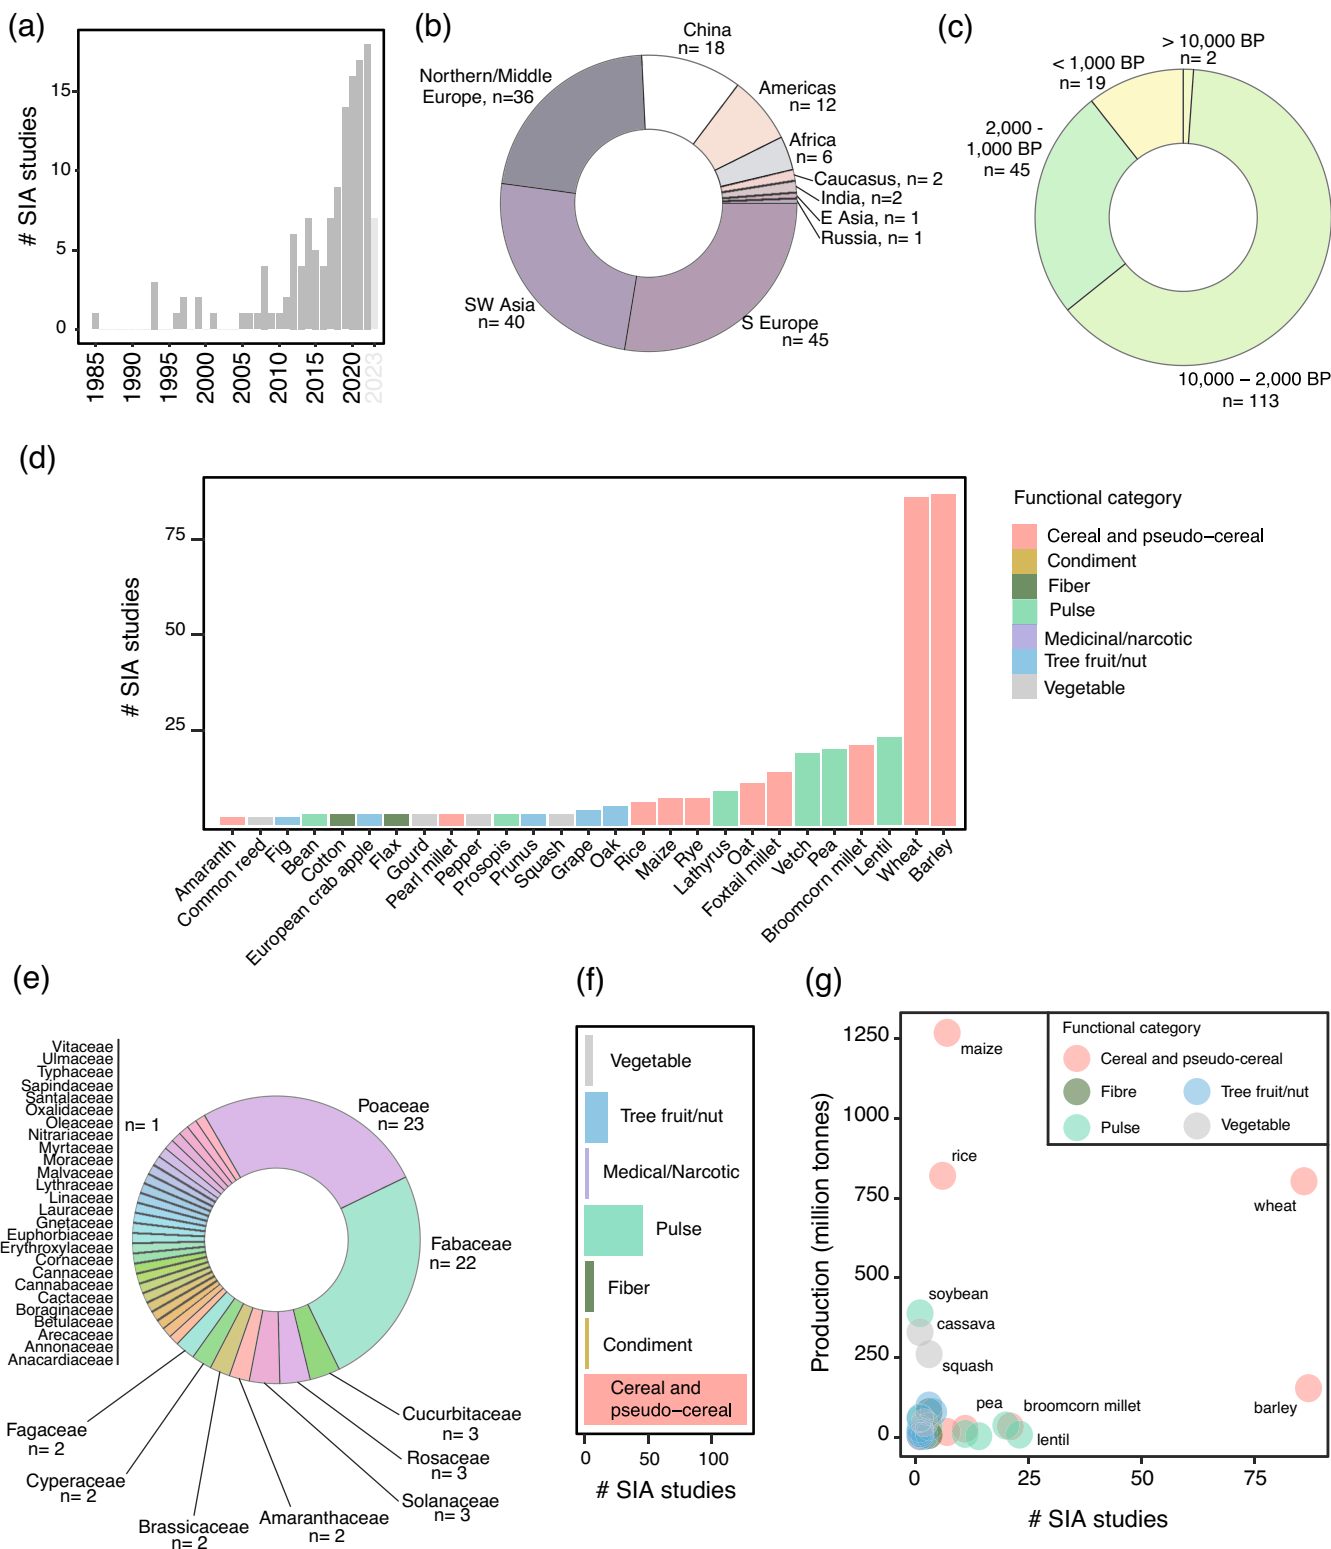 (a)
# SIA studies
15
10
5
0
1985
1990
1995
2000
2005
2010
2015
2020
2023
(b)
China
n= 18
Northern/Middle
Europe, n=36
Americas
n= 12
Africa
n= 6
Caucasus, n= 2
India, n=2
E Asia, n= 1
Russia, n= 1
SW Asia
n= 40
S Europe
n= 45
(c)
> 10,000 BP
n= 2
< 1,000 BP
n= 19
2,000 -
1,000 BP
n= 45
10,000 – 2,000 BP
n= 113
(d)
# SIA studies
75
50
25
Amaranth
Common reed
Fig
Bean
Cotton
European crab apple
Flax
Gourd
Pearl millet
Pepper
Prosopis
Prunus
Squash
Grape
Oak
Rice
Maize
Rye
Lathyrus
Oat
Foxtail millet
Vetch
Pea
Broomcorn millet
Lentil
Wheat
Barley
Functional category
Cereal and pseudo–cereal
Condiment
Fiber
Pulse
Medicinal/narcotic
Tree fruit/nut
Vegetable
(e)
Vitaceae
Ulmaceae
Typhaceae
Sapindaceae
Santalaceae
Oxalidaceae
Oleaceae
Nitrariaceae
Myrtaceae
Moraceae
Malvaceae
Lythraceae
Linaceae
Lauraceae
Gnetaceae
Euphorbiaceae
Erythroxylaceae
Cornaceae
Cannaceae
Cannabaceae
Cactaceae
Boraginaceae
Betulaceae
Arecaceae
Annonaceae
Anacardiaceae
n= 1
Poaceae
n= 23
Fabaceae
n= 22
Cucurbitaceae
n= 3
Rosaceae
n= 3
Solanaceae
n= 3
Amaranthaceae
n= 2
Brassicaceae
n= 2
Cyperaceae
n= 2
Fagaceae
n= 2
(f)
Vegetable
Tree fruit/nut
Medical/Narcotic
Pulse
Fiber
Condiment
Cereal and
pseudo–cereal
0
50
100
# SIA studies
(g)
Production (million tonnes)
1250
1000
750
500
250
0
Functional category
Cereal and pseudo-cereal
Fibre
Tree fruit/nut
Pulse
Vegetable
maize
rice
wheat
soybean
cassava
squash
pea
broomcorn millet
barley
lentil
0
25
50
75
# SIA studies